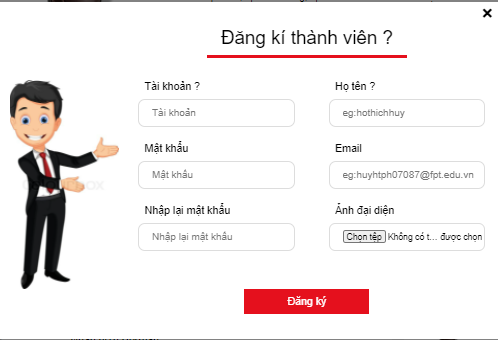 ×
Đăng kí thành viên ?
Tài khoản ?
Họ tên ?
Tài khoản
eg:hothichhuy
Mật khẩu
Email
Mật khẩu
eg:huyhtph07087@fpt.edu.vn
Nhập lại mật khẩu
Ảnh đại diện
Nhập lại mật khẩu
Chọn tệp Không có t... được chọn
Đăng ký